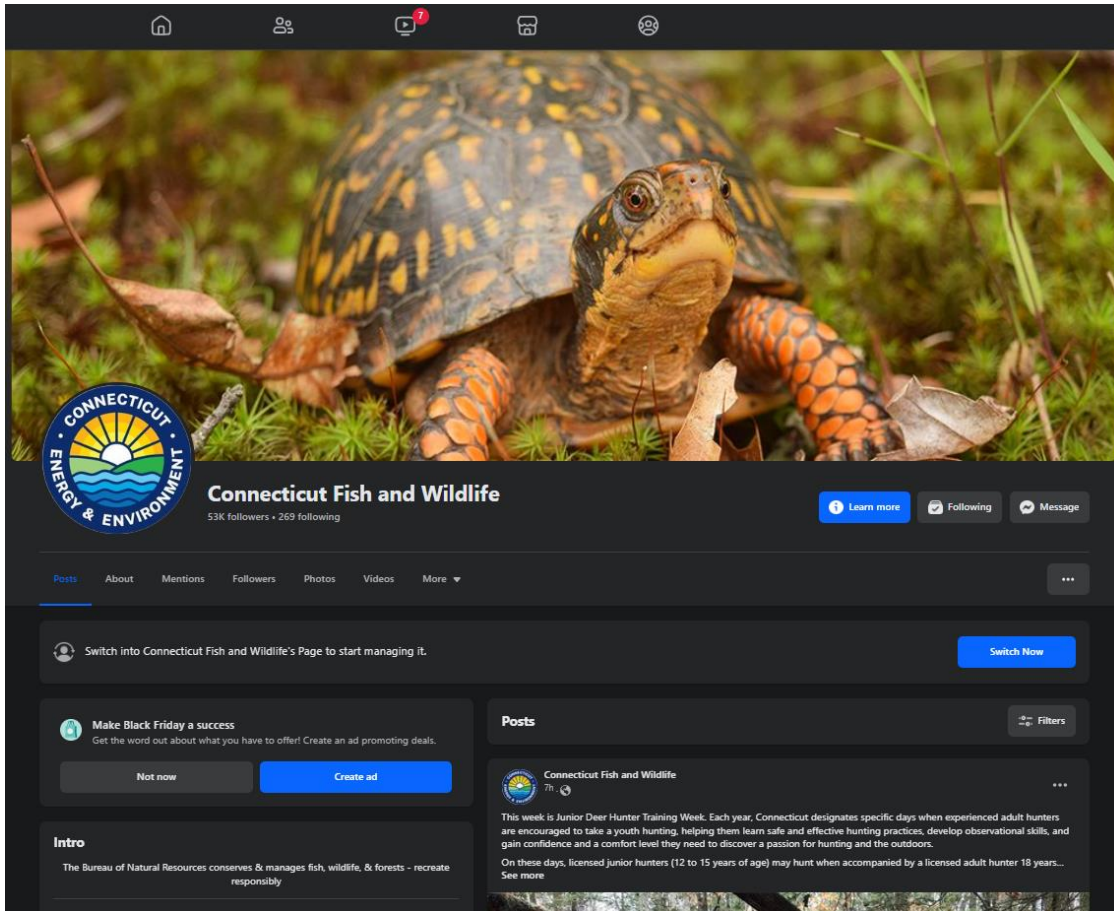 7
CONNECTICUT
ENERGY & ENVIRONMENT
Connecticut Fish and Wildlife
53K followers • 269 following
Learn more
Following
Message
Posts
About
Mentions
Followers
Photos
Videos
More
Switch into Connecticut Fish and Wildlife's Page to start managing it.
Switch Now
Make Black Friday a success
Get the word out about what you have to offer! Create an ad promoting deals.
Not now
Create ad
Intro
The Bureau of Natural Resources conserves & manages fish, wildlife, & forests - recreate
responsibly
Posts
Filters
Connecticut Fish and Wildlife
7h ·
This week is Junior Deer Hunter Training Week. Each year, Connecticut designates specific days when experienced adult hunters
are encouraged to take a youth hunting, helping them learn safe and effective hunting practices, develop observational skills, and
gain confidence and a comfort level they need to discover a passion for hunting and the outdoors.
On these days, licensed junior hunters (12 to 15 years of age) may hunt when accompanied by a licensed adult hunter 18 years...
See more